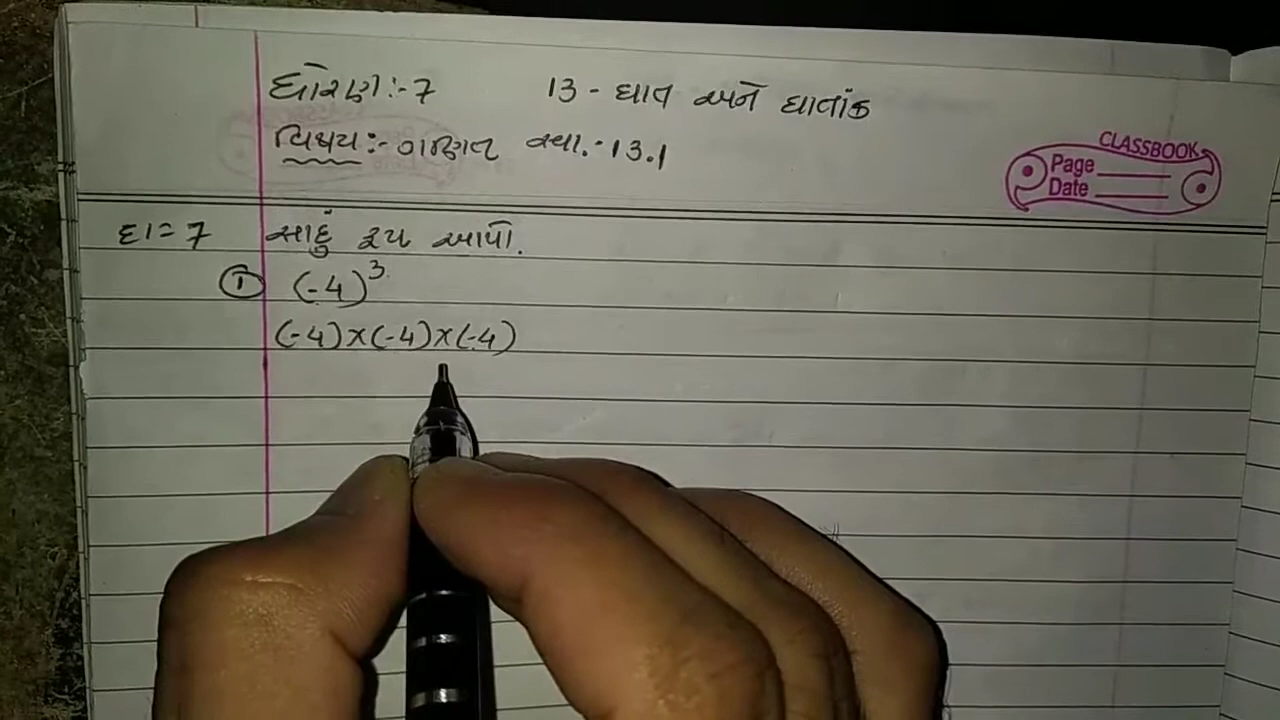 ધોરણ:-7 13 - ઘાત અને ઘાતાંક
વિષય:- ગણિત સ્વા.-13.1
CLASSBOOK
Page
Date
દા=7 સાદું રૂપ આપો.
① (-4)³
(-4)×(-4)×(-4)